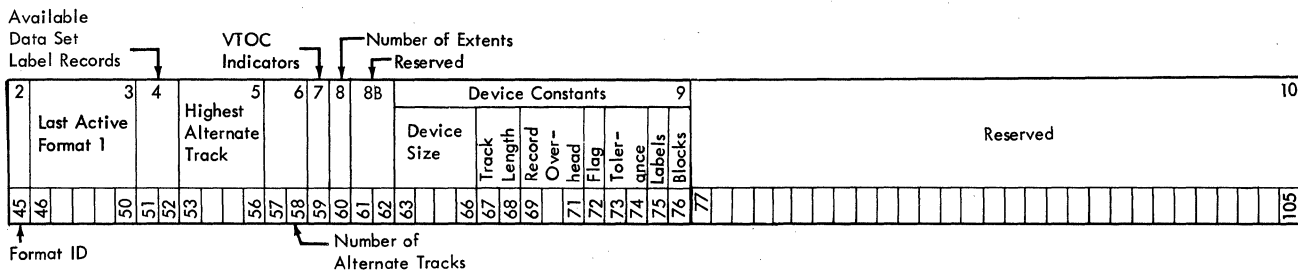 Available
Data Set
Label Records
VTOC
Indicators
Number of Extents
Reserved
2
3
4
5
6
7
8
8B
Device Constants
9
10
Last Active
Format 1
Highest
Alternate
Track
Device
Size
Track
Length
Record
Over-
head
Flag
Toler-
ance
Labels
Blocks
Reserved
45
46
50
51
52
53
56
57
58
59
60
61
62
63
66
67
68
69
71
72
73
74
75
76
77
105
Format ID
Number of
Alternate Tracks